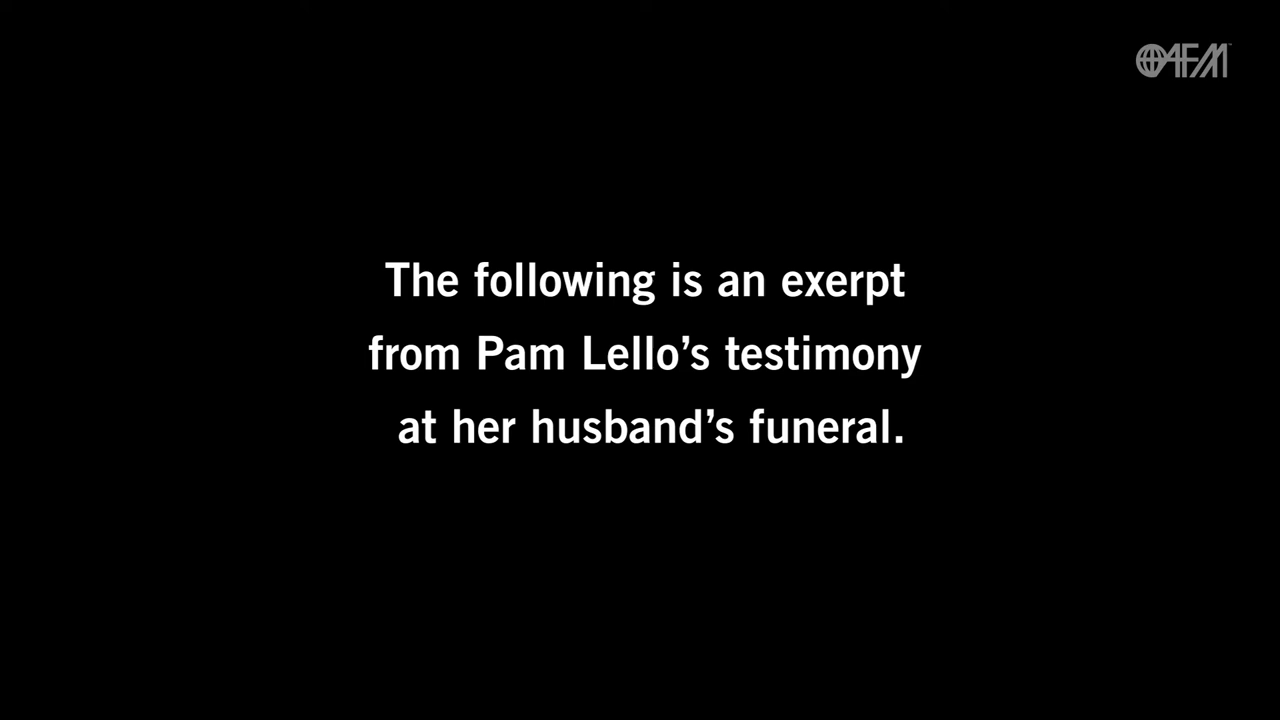 AFM
The following is an exerpt
from Pam Lello’s testimony
at her husband’s funeral.